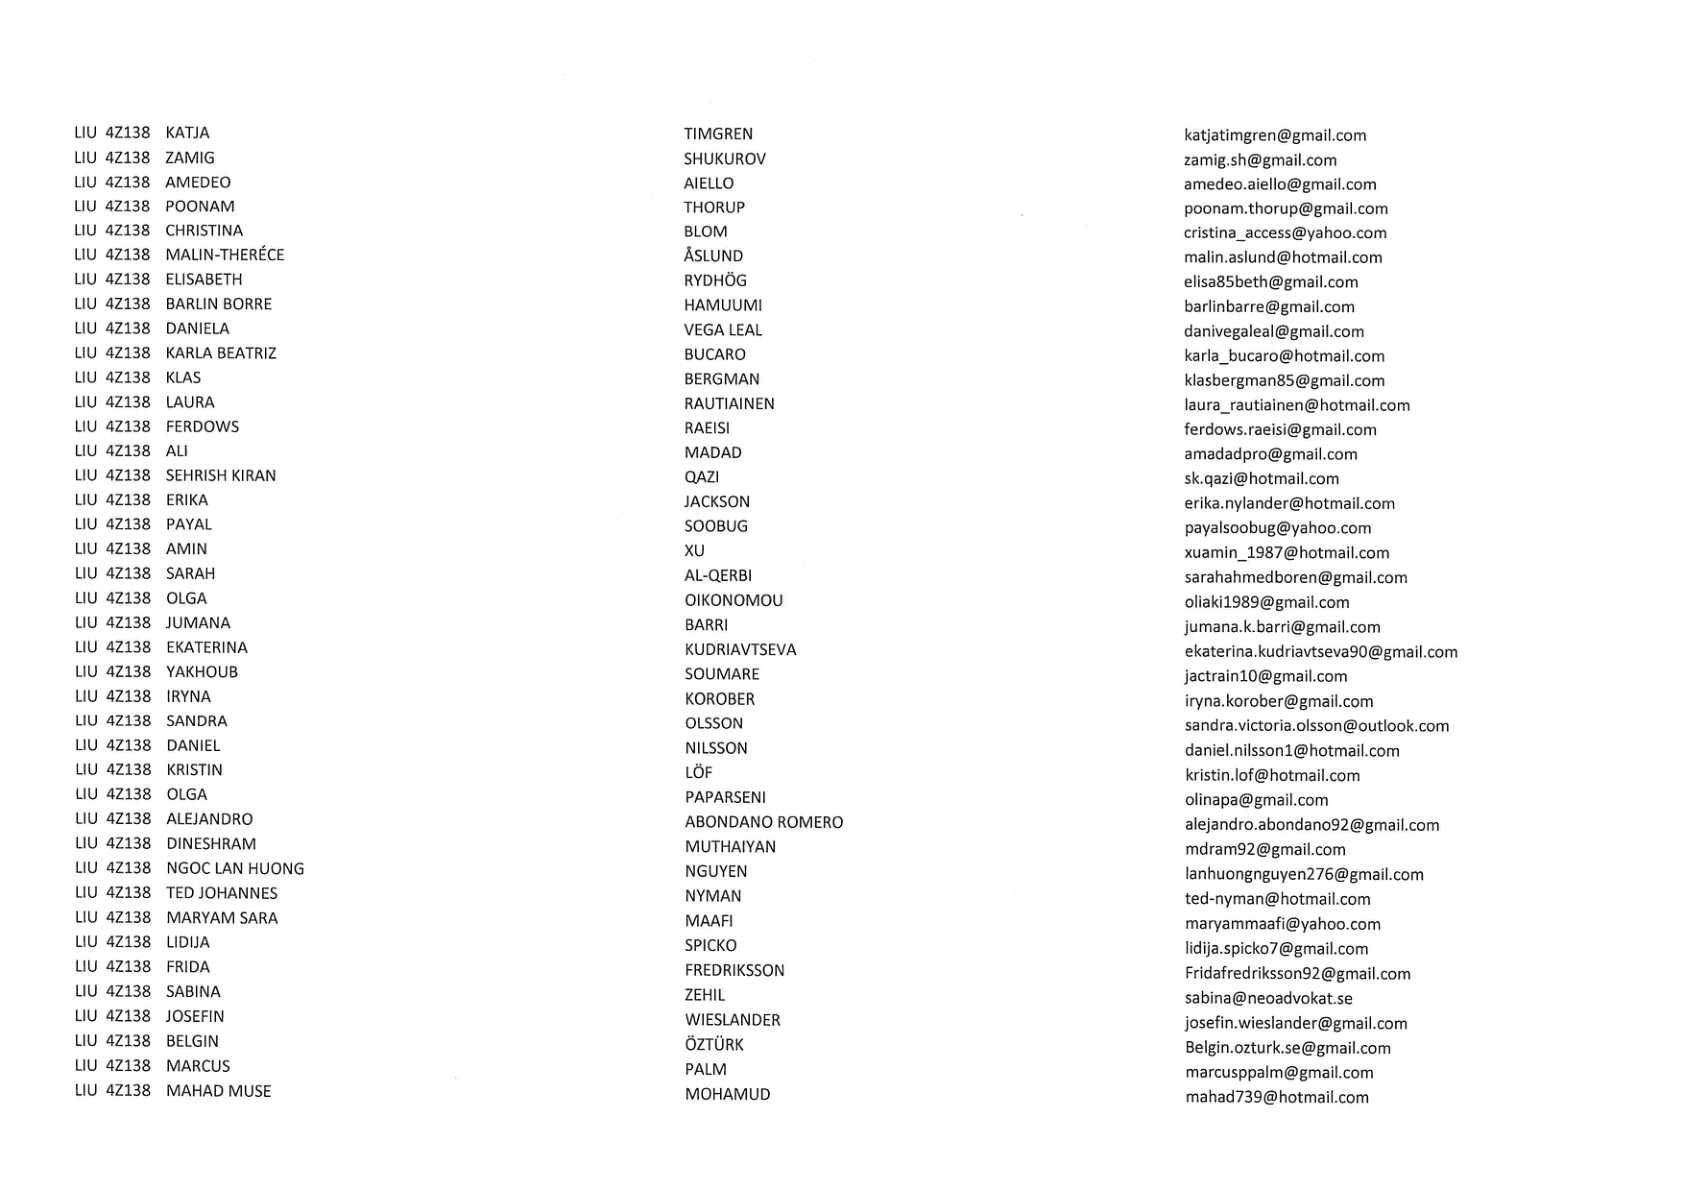 LIU 4Z138 KATJA TIMGREN katjatimgren@gmail.com
LIU 4Z138 ZAMIG SHUKUROV zamig.sh@gmail.com
LIU 4Z138 AMEDEO AIELLO amedeo.aiello@gmail.com
LIU 4Z138 POONAM THORUP poonam.thorup@gmail.com
LIU 4Z138 CHRISTINA BLOM cristina_access@yahoo.com
LIU 4Z138 MALIN-THERÉCE ÅSLUND malin.aslund@hotmail.com
LIU 4Z138 ELISABETH RYDHÖG elisa85beth@gmail.com
LIU 4Z138 BARLIN BORRE HAMUUMI barlinbarre@gmail.com
LIU 4Z138 DANIELA VEGA LEAL danivegaleal@gmail.com
LIU 4Z138 KARLA BEATRIZ BUCARO karla_bucaro@hotmail.com
LIU 4Z138 KLAS BERGMAN klasbergman85@gmail.com
LIU 4Z138 LAURA RAUTIAINEN laura_rautiainen@hotmail.com
LIU 4Z138 FERDOWS RAEISI ferdows.raeisi@gmail.com
LIU 4Z138 ALI MADAD amadadpro@gmail.com
LIU 4Z138 SEHRISH KIRAN QAZI sk.qazi@hotmail.com
LIU 4Z138 ERIKA JACKSON erika.nylander@hotmail.com
LIU 4Z138 PAYAL SOOBUG payalsoobug@yahoo.com
LIU 4Z138 AMIN XU xuamin_1987@hotmail.com
LIU 4Z138 SARAH AL-QERBI sarahahmedboren@gmail.com
LIU 4Z138 OLGA OIKONOMOU oliaki1989@gmail.com
LIU 4Z138 JUMANA BARRI jumana.k.barri@gmail.com
LIU 4Z138 EKATERINA KUDRIAVTSEVA ekaterina.kudriavtseva90@gmail.com
LIU 4Z138 YAKHOUB SOUMARE jactrain10@gmail.com
LIU 4Z138 IRYNA KOROBER iryna.korober@gmail.com
LIU 4Z138 SANDRA OLSSON sandra.victoria.olsson@outlook.com
LIU 4Z138 DANIEL NILSSON daniel.nilsson1@hotmail.com
LIU 4Z138 KRISTIN LÖF kristin.lof@hotmail.com
LIU 4Z138 OLGA PAPARSENI olinapa@gmail.com
LIU 4Z138 ALEJANDRO ABONDANO ROMERO alejandro.abondano92@gmail.com
LIU 4Z138 DINESHRAM MUTHAIYAN mdram92@gmail.com
LIU 4Z138 NGOC LAN HUONG NGUYEN lanhuongnguyen276@gmail.com
LIU 4Z138 TED JOHANNES NYMAN ted-nyman@hotmail.com
LIU 4Z138 MARYAM SARA MAAFI maryammaafi@yahoo.com
LIU 4Z138 LIDIJA SPICKO lidija.spicko7@gmail.com
LIU 4Z138 FRIDA FREDRIKSSON Fridafredriksson92@gmail.com
LIU 4Z138 SABINA ZEHIL sabina@neoadvokat.se
LIU 4Z138 JOSEFIN WIESLANDER josefin.wieslander@gmail.com
LIU 4Z138 BELGIN ÖZTÜRK Belgin.ozturk.se@gmail.com
LIU 4Z138 MARCUS PALM marcusppalm@gmail.com
LIU 4Z138 MAHAD MUSE MOHAMUD mahad739@hotmail.com